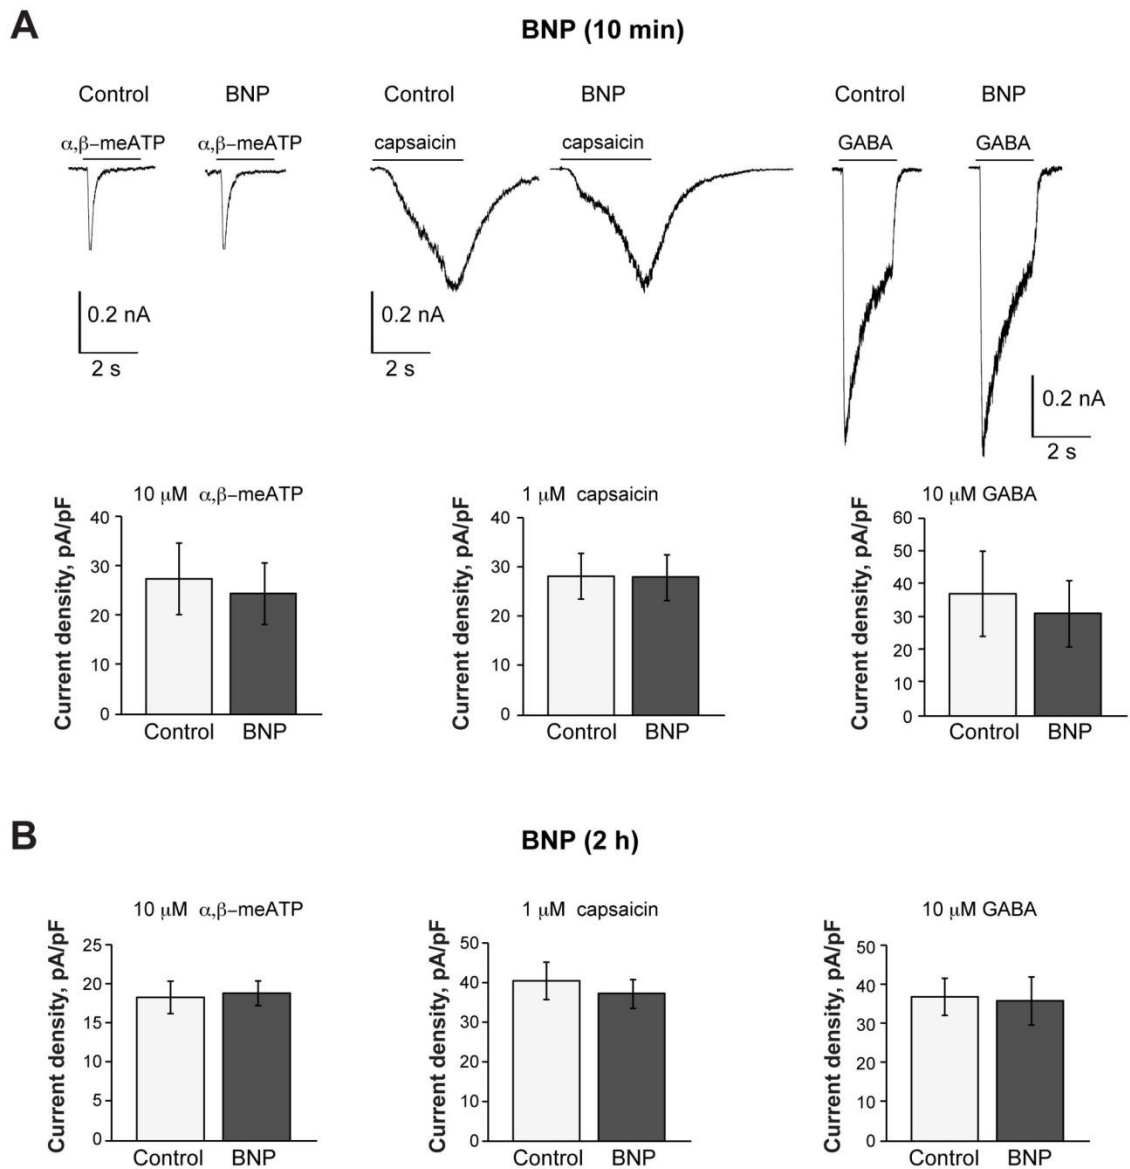 A
BNP (10 min)
Control BNP Control BNP Control BNP
α,β–meATP α,β–meATP capsaicin capsaicin GABA GABA
0.2 nA
2 s
0.2 nA
2 s
0.2 nA
2 s
10 μM α,β–meATP
Current density, pA/pF
40
30
20
10
0
Control BNP
1 μM capsaicin
Current density, pA/pF
40
30
20
10
0
Control BNP
10 μM GABA
Current density, pA/pF
60
50
40
30
20
10
0
Control BNP
B
BNP (2 h)
10 μM α,β–meATP
Current density, pA/pF
25
20
15
10
5
0
Control BNP
1 μM capsaicin
Current density, pA/pF
50
40
30
20
10
0
Control BNP
10 μM GABA
Current density, pA/pF
50
40
30
20
10
0
Control BNP